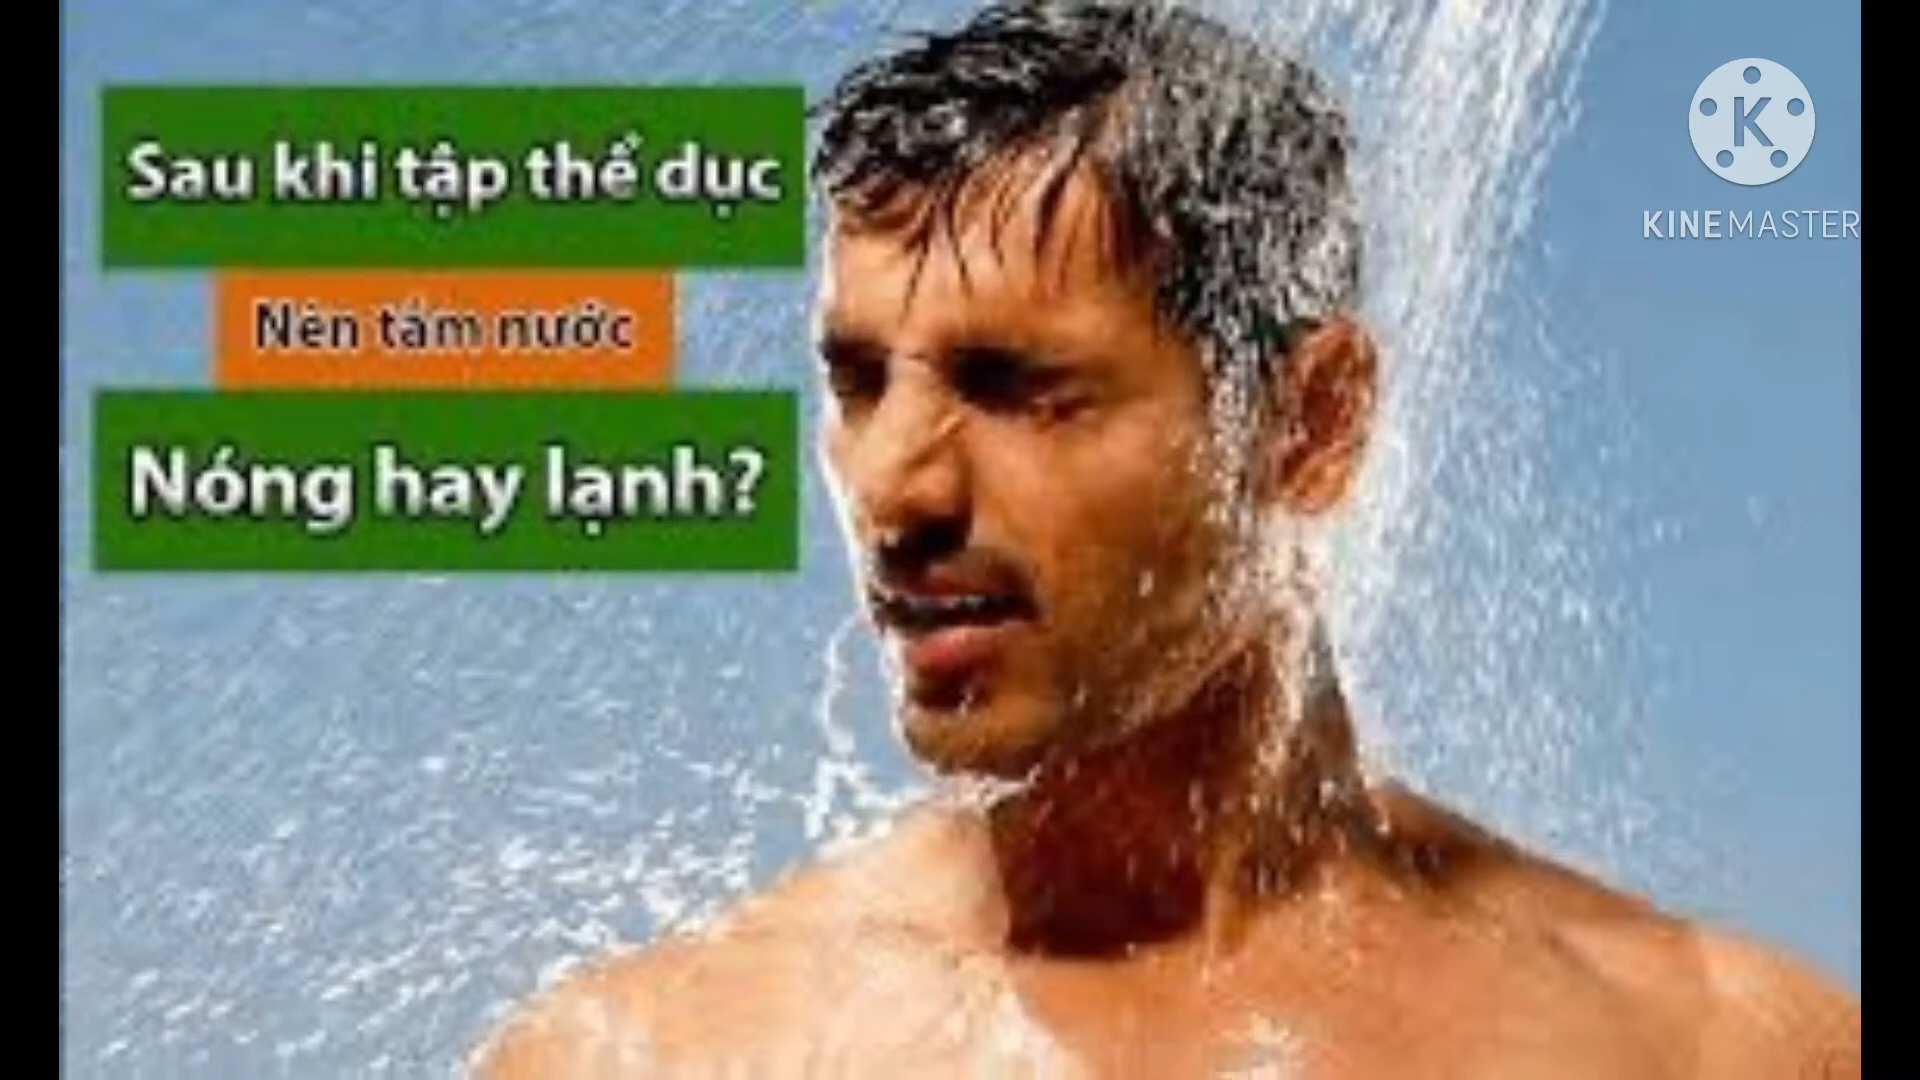 Sau khi tập thể dục
Nên tắm nước
Nóng hay lạnh?
K
KINEMASTER